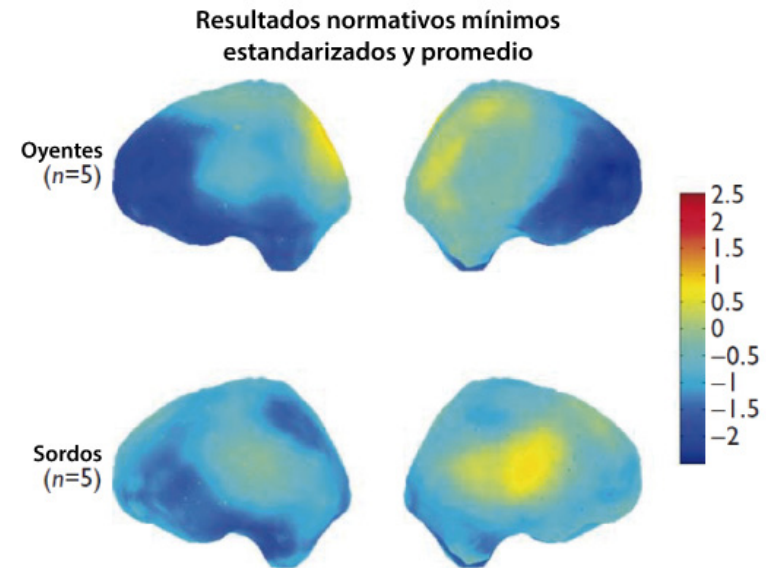 Resultados normativos mínimos
estandarizados y promedio
Oyentes
(n=5)
2.5
2
1.5
1
0.5
0
−0.5
−1
−1.5
−2
Sordos
(n=5)